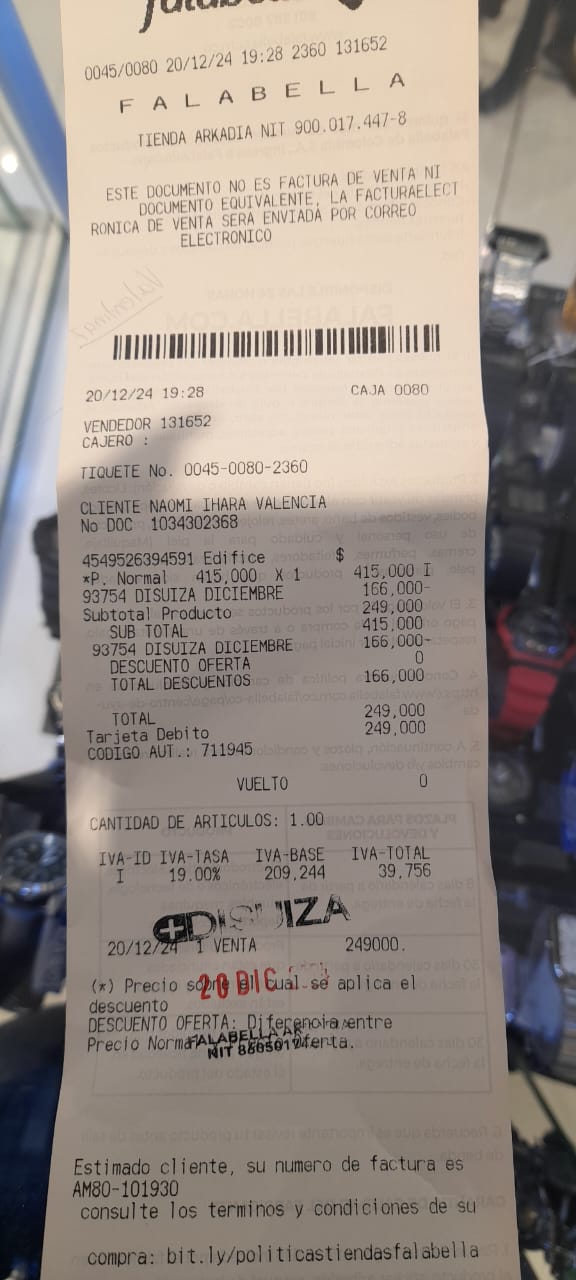 falabella
0045/0080 20/12/24 19:28 2360 131652
F A L A B E L L A
TIENDA ARKADIA NIT 900.017.447-8
ESTE DOCUMENTO NO ES FACTURA DE VENTA NI
DOCUMENTO EQUIVALENTE, LA FACTURAELECT
RONICA DE VENTA SERA ENVIADA POR CORREO
ELECTRONICO
20/12/24 19:28 CAJA 0080
VENDEDOR 131652
CAJERO :
TIQUETE No. 0045-0080-2360
CLIENTE NAOMI IHARA VALENCIA
No DOC 1034302368
4549526394591 Edifice $
*P. Normal 415,000 X 1 415,000 I
93754 DISUIZA DICIEMBRE 166,000-
Subtotal Producto 249,000
SUB TOTAL 415,000
93754 DISUIZA DICIEMBRE 166,000-
DESCUENTO OFERTA 0
TOTAL DESCUENTOS 166,000
TOTAL 249,000
Tarjeta Debito 249,000
CODIGO AUT.: 711945
VUELTO 0
CANTIDAD DE ARTICULOS: 1.00
IVA-ID IVA-TASA IVA-BASE IVA-TOTAL
I 19.00% 209,244 39,756
DISUIZA
20/12/24 1 VENTA 249000.
20 DIC
(*) Precio sobre el cual se aplica el
descuento
DESCUENTO OFERTA: Diferencia entre
Precio Normal Oferta.
FALABELLA
NIT
Estimado cliente, su numero de factura es
AM80-101930
consulte los terminos y condiciones de su
compra: bit.ly/politicastiendasfalabella